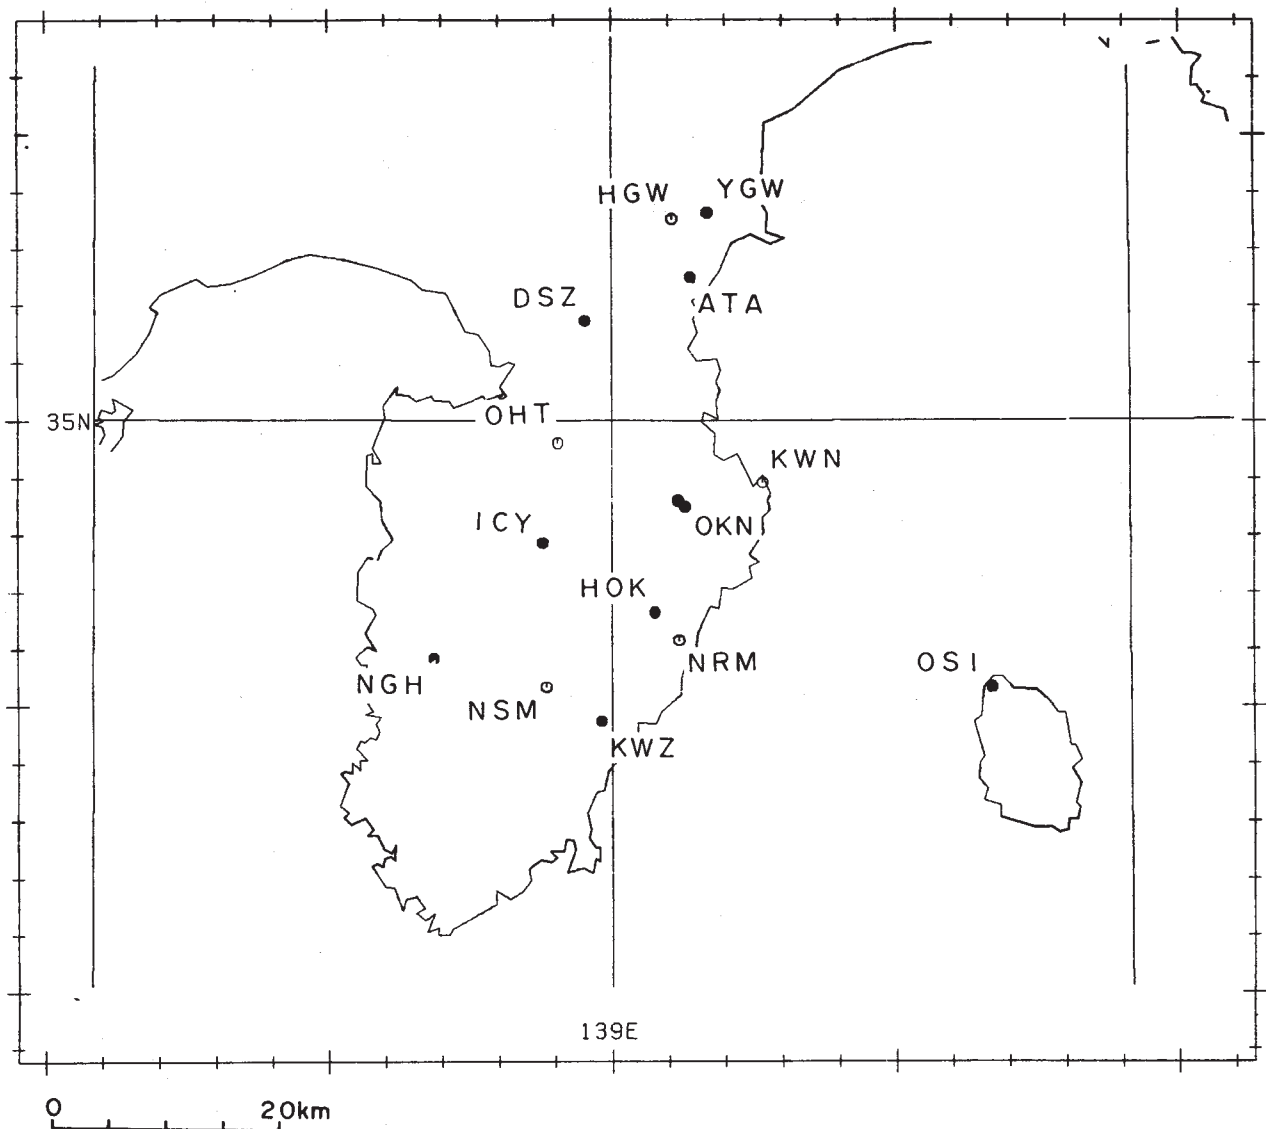 HGW
YGW
DSZ
ATA
OHT
35N
KWN
ICY
OKN
HOK
NRM
OSI
NGH
NSM
KWZ
139E
0 20km